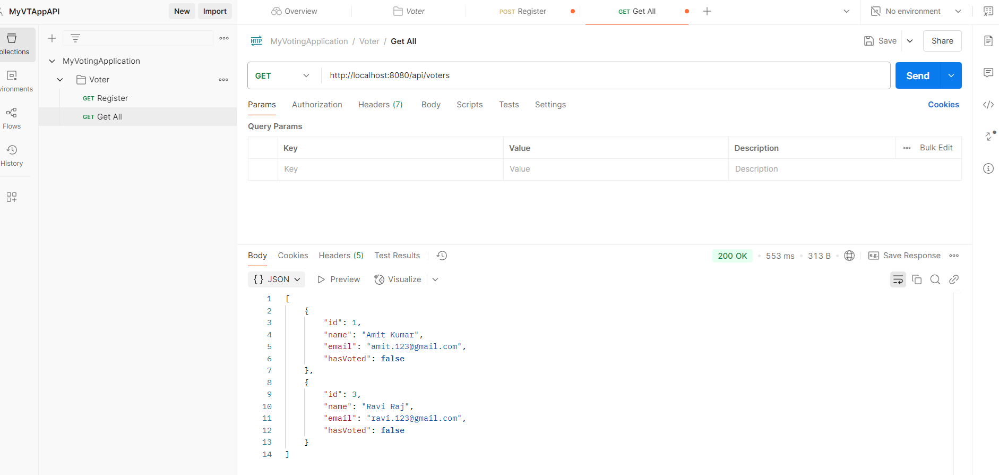 MyVTAppAPI
New
Import
Overview
Voter
POST Register
GET Get All
No environment
ollections
vironments
Flows
History
MyVotingApplication
Voter
GET Register
GET Get All
HTTP MyVotingApplication / Voter / Get All
Save
Share
GET
http://localhost:8080/api/voters
Send
Params
Authorization
Headers (7)
Body
Scripts
Tests
Settings
Cookies
Query Params
Key Value Description Bulk Edit
Key Value Description
Body
Cookies
Headers (5)
Test Results
200 OK
553 ms
313 B
e.g. Save Response
{} JSON
Preview
Visualize
1 [
2 {
3 "id": 1,
4 "name": "Amit Kumar",
5 "email": "amit.123@gmail.com",
6 "hasVoted": false
7 },
8 {
9 "id": 3,
10 "name": "Ravi Raj",
11 "email": "ravi.123@gmail.com",
12 "hasVoted": false
13 }
14 ]